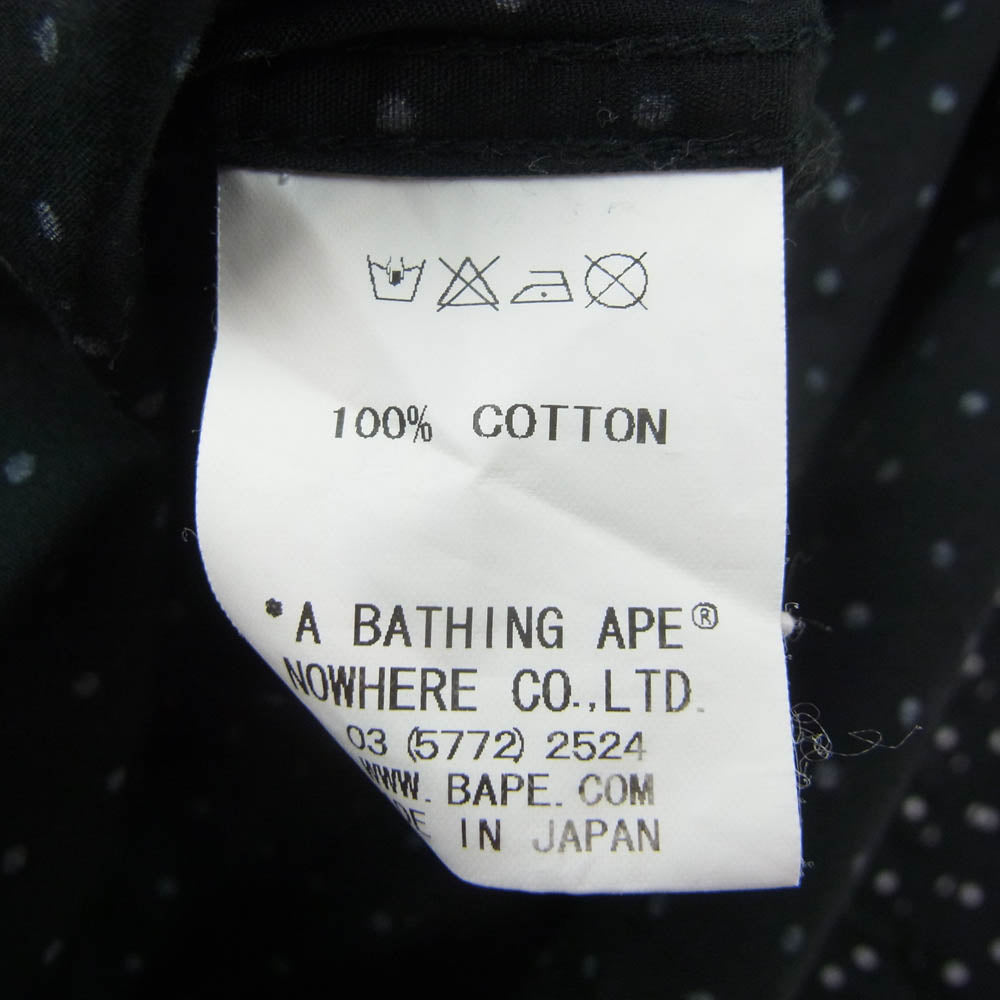 100% COTTON
*A BATHING APE®
NOWHERE CO.,LTD.
03 (5772) 2524
WWW.BAPE.COM
IN JAPAN